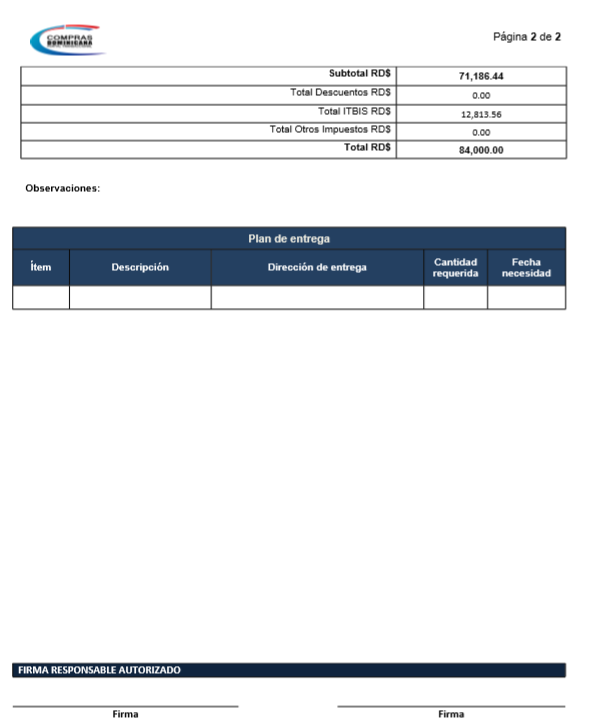 COMPRAS
DOMINICANA
Página 2 de 2
Subtotal RD$ 71,186.44
Total Descuentos RD$ 0.00
Total ITBIS RD$ 12,813.56
Total Otros Impuestos RD$ 0.00
Total RD$ 84,000.00
Observaciones:
Plan de entrega
Ítem Descripción Dirección de entrega Cantidad requerida Fecha necesidad
FIRMA RESPONSABLE AUTORIZADO
Firma Firma